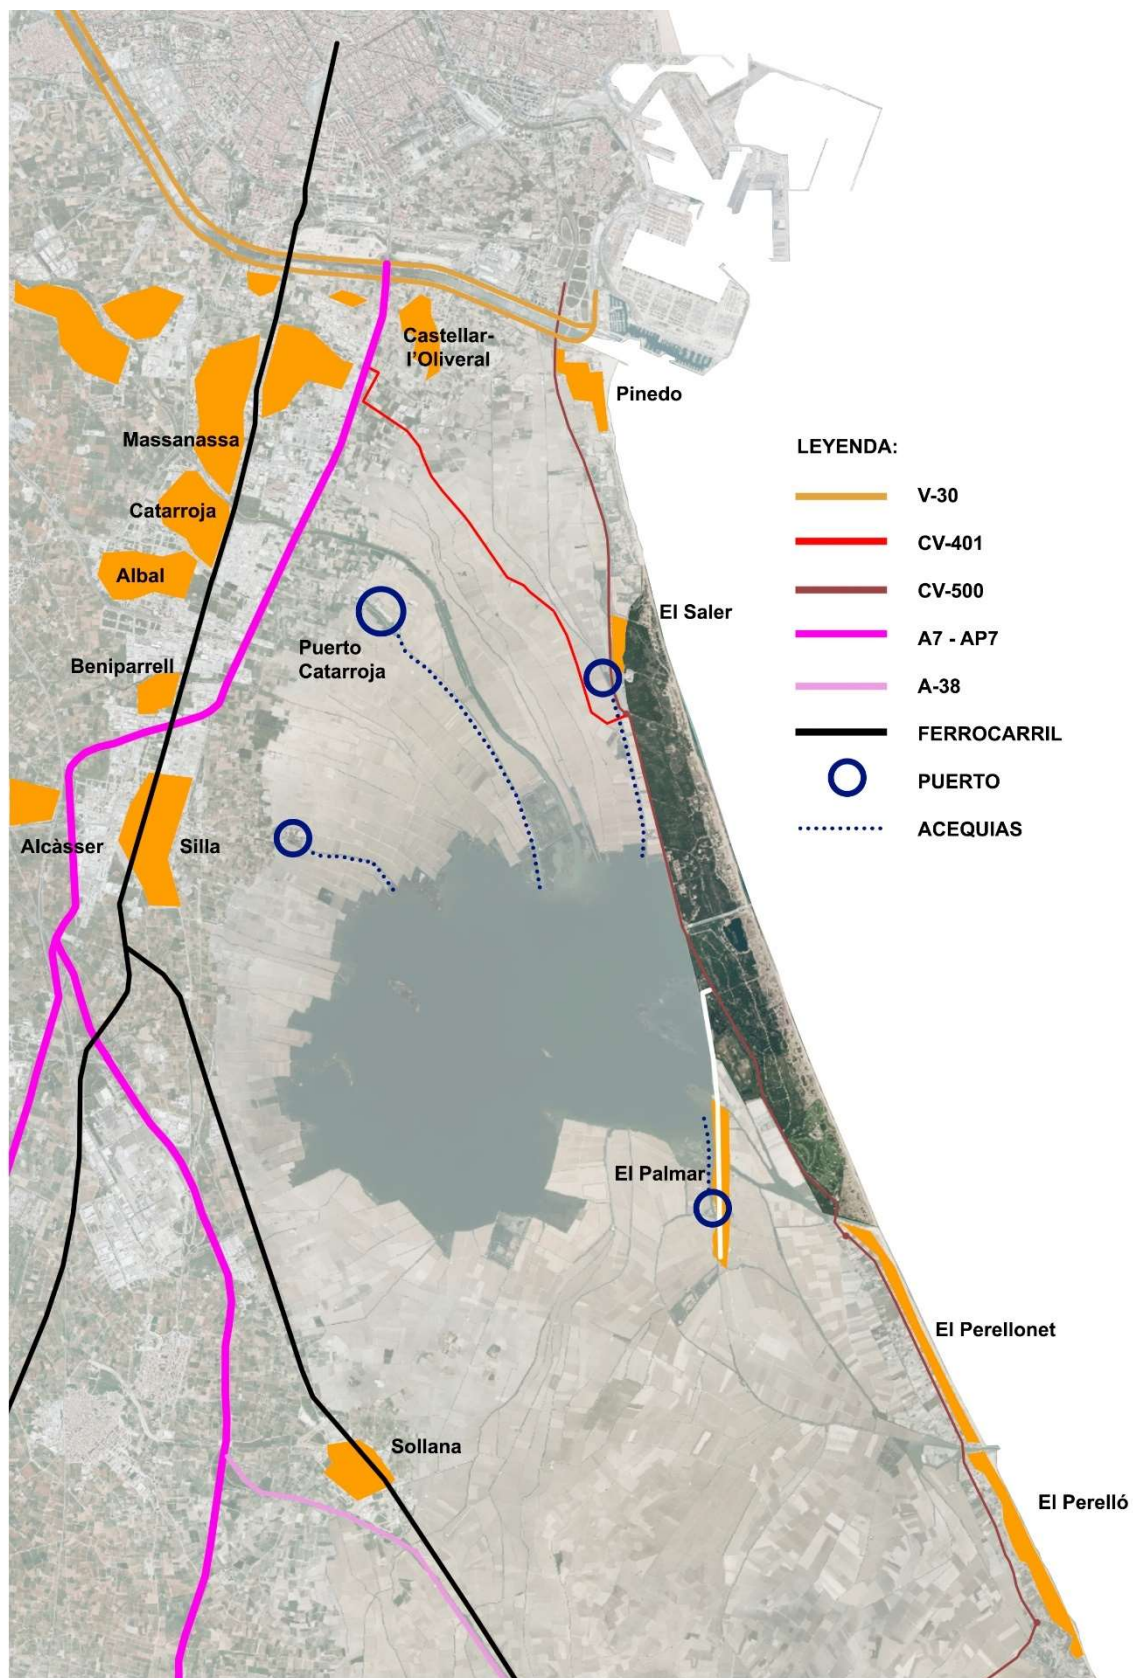 Castellar-
l'Oliveral
Pinedo
Massanassa
LEYENDA:
V-30
Catarroja
CV-401
Albal
CV-500
El Saler
Puerto
Catarroja
A7 - AP7
Beniparrell
A-38
FERROCARRIL
PUERTO
ACEQUIAS
Alcàsser
Silla
El Palmar
El Perellonet
Sollana
El Perelló